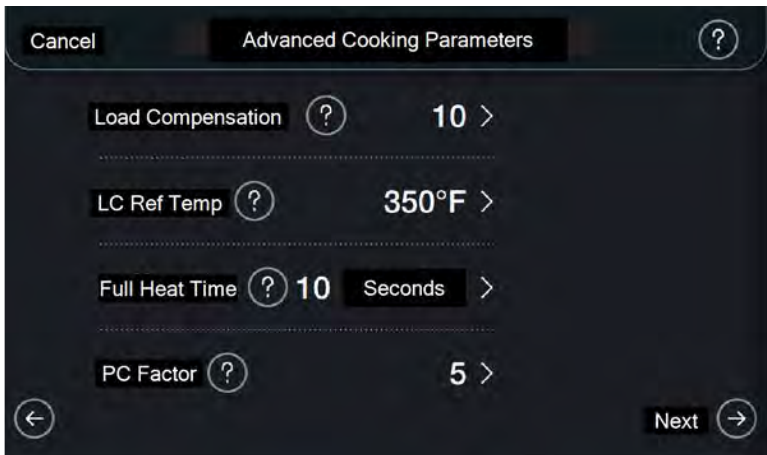 Cancel Advanced Cooking Parameters ?
Load Compensation ? 10 >
LC Ref Temp ? 350°F >
Full Heat Time ? 10 Seconds >
PC Factor ? 5 >
← Next →